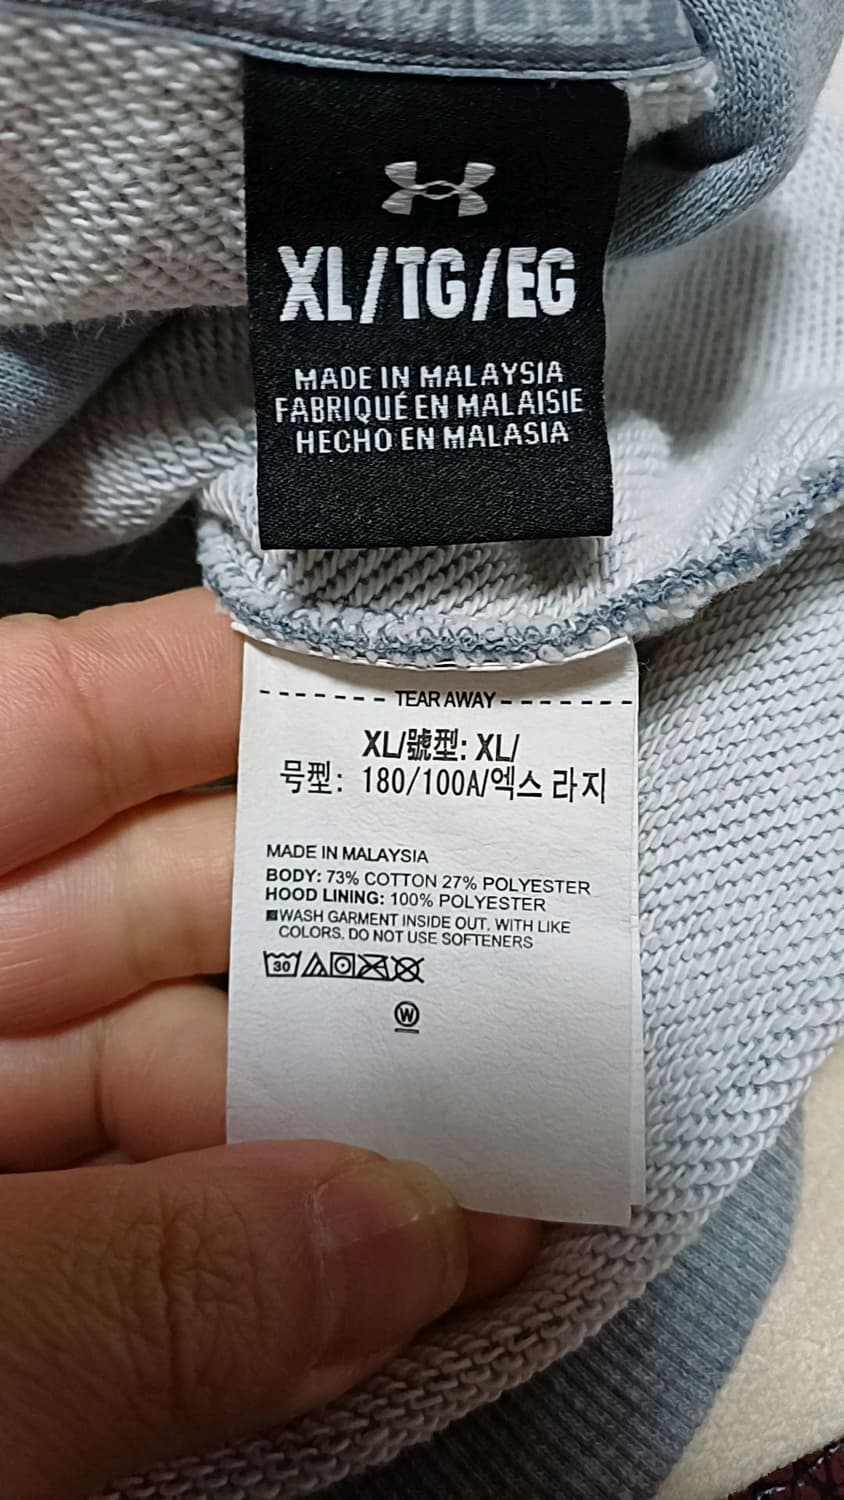 XL/TG/EG
MADE IN MALAYSIA
FABRIQUÉ EN MALAISIE
HECHO EN MALASIA
TEAR AWAY
XL/號型: XL/
号型: 180/100A/엑스 라지
MADE IN MALAYSIA
BODY: 73% COTTON 27% POLYESTER
HOOD LINING: 100% POLYESTER
WASH GARMENT INSIDE OUT. WITH LIKE
COLORS. DO NOT USE SOFTENERS
30
W